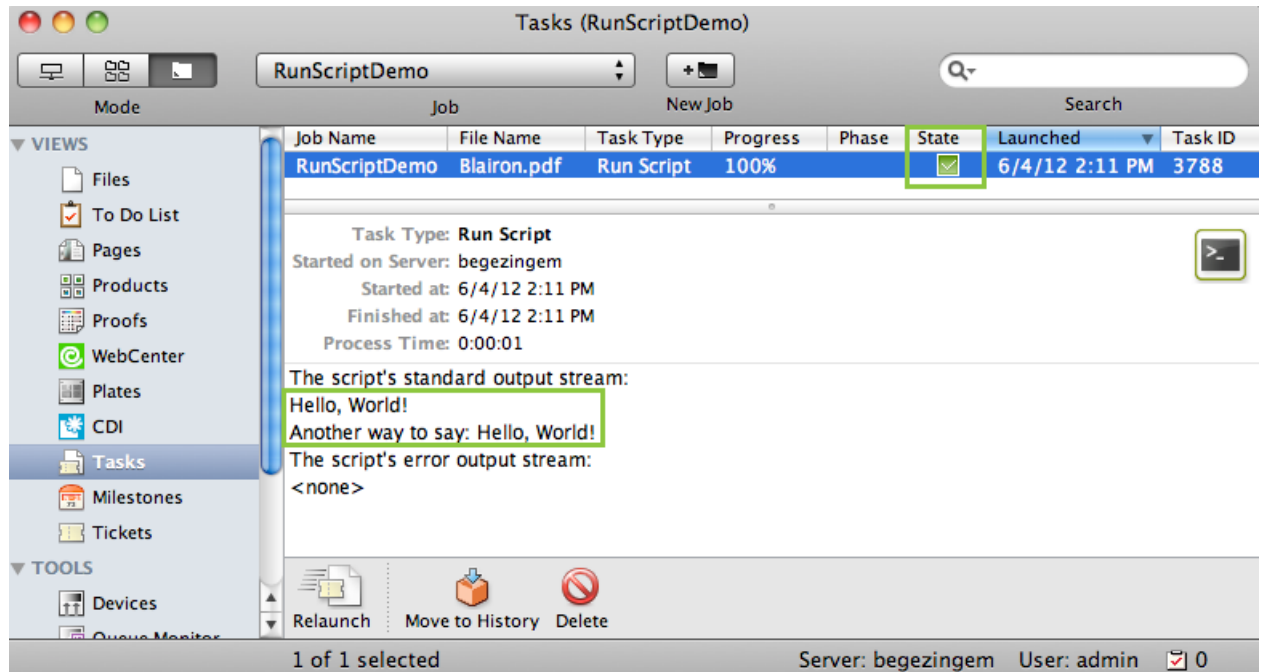 Tasks (RunScriptDemo)
RunScriptDemo
Mode
Job
New Job
Search
VIEWS
Files
To Do List
Pages
Products
Proofs
WebCenter
Plates
CDI
Tasks
Milestones
Tickets
TOOLS
Devices
Queue Monitor
Job Name File Name Task Type Progress Phase State Launched Task ID
RunScriptDemo Blairon.pdf Run Script 100% 6/4/12 2:11 PM 3788
Task Type: Run Script
Started on Server: begezingem
Started at: 6/4/12 2:11 PM
Finished at: 6/4/12 2:11 PM
Process Time: 0:00:01
The script's standard output stream:
Hello, World!
Another way to say: Hello, World!
The script's error output stream:
<none>
Relaunch Move to History Delete
1 of 1 selected Server: begezingem User: admin 0